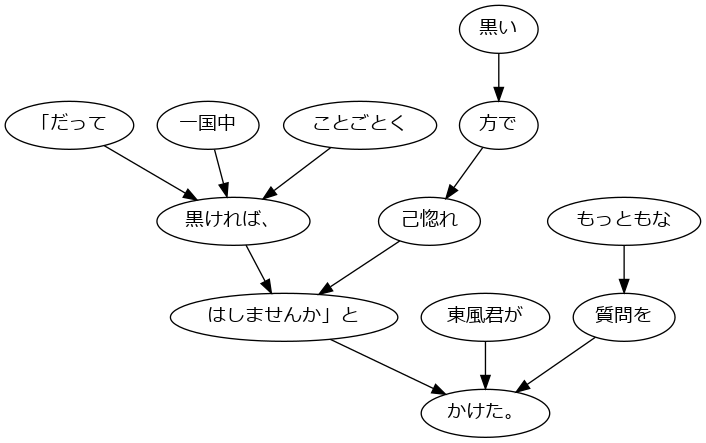 黒い
「だって
一国中
ことごとく
方で
黒ければ、
己惚れ
もっともな
はしませんか」と
東風君が
質問を
かけた。